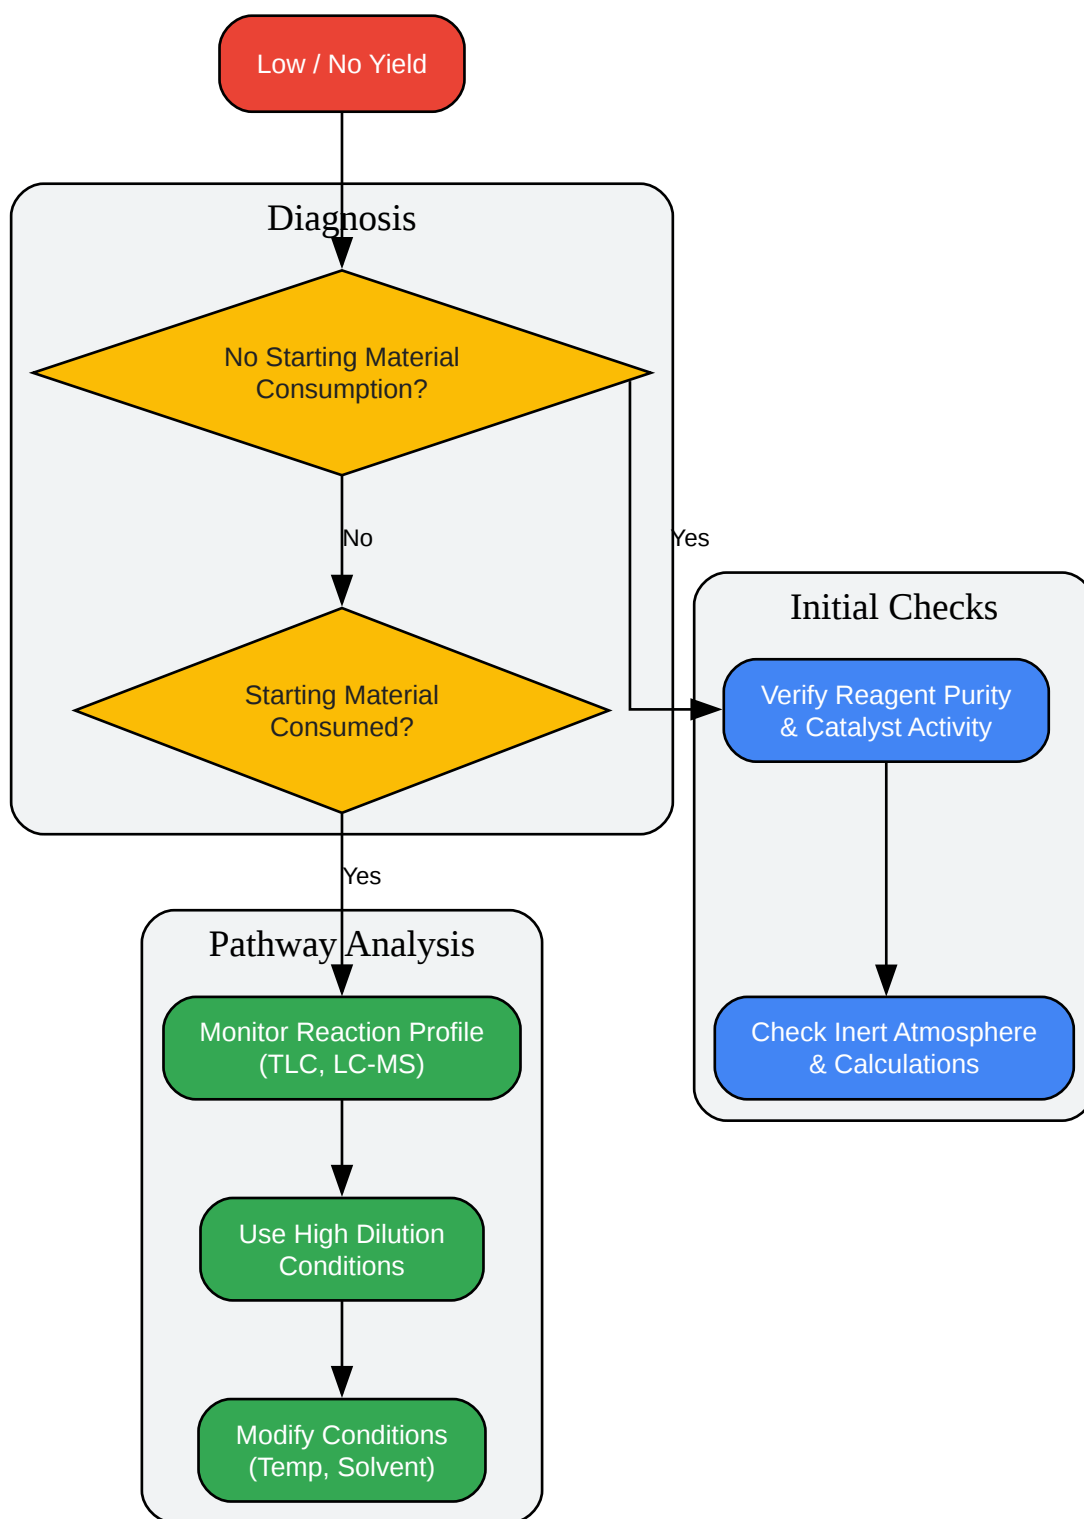 Low / No Yield
Diagnosis
No Starting Material
Consumption?
No
Yes
Starting Material
Consumed?
Yes
Initial Checks
Verify Reagent Purity
& Catalyst Activity
Check Inert Atmosphere
& Calculations
Pathway Analysis
Monitor Reaction Profile
(TLC, LC-MS)
Use High Dilution
Conditions
Modify Conditions
(Temp, Solvent)